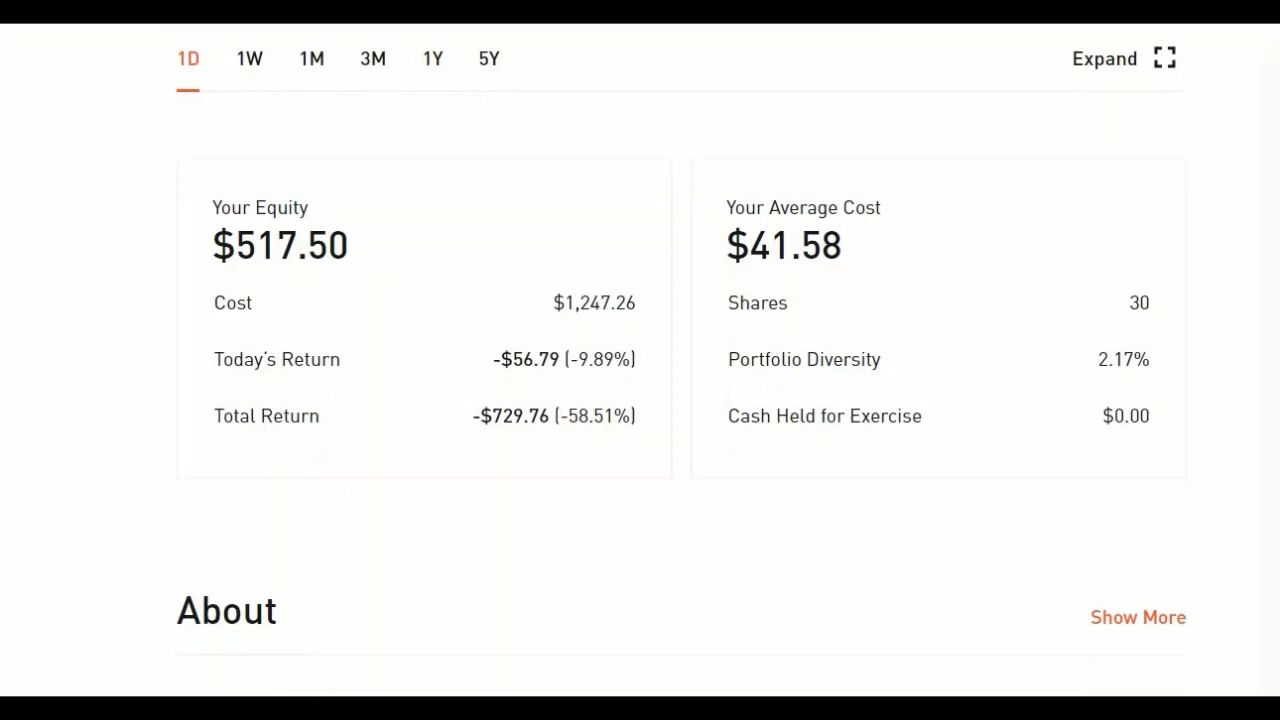 1D 1W 1M 3M 1Y 5Y Expand
Your Equity
$517.50
Cost $1,247.26
Today's Return -$56.79 (-9.89%)
Total Return -$729.76 (-58.51%)
Your Average Cost
$41.58
Shares 30
Portfolio Diversity 2.17%
Cash Held for Exercise $0.00
About Show More